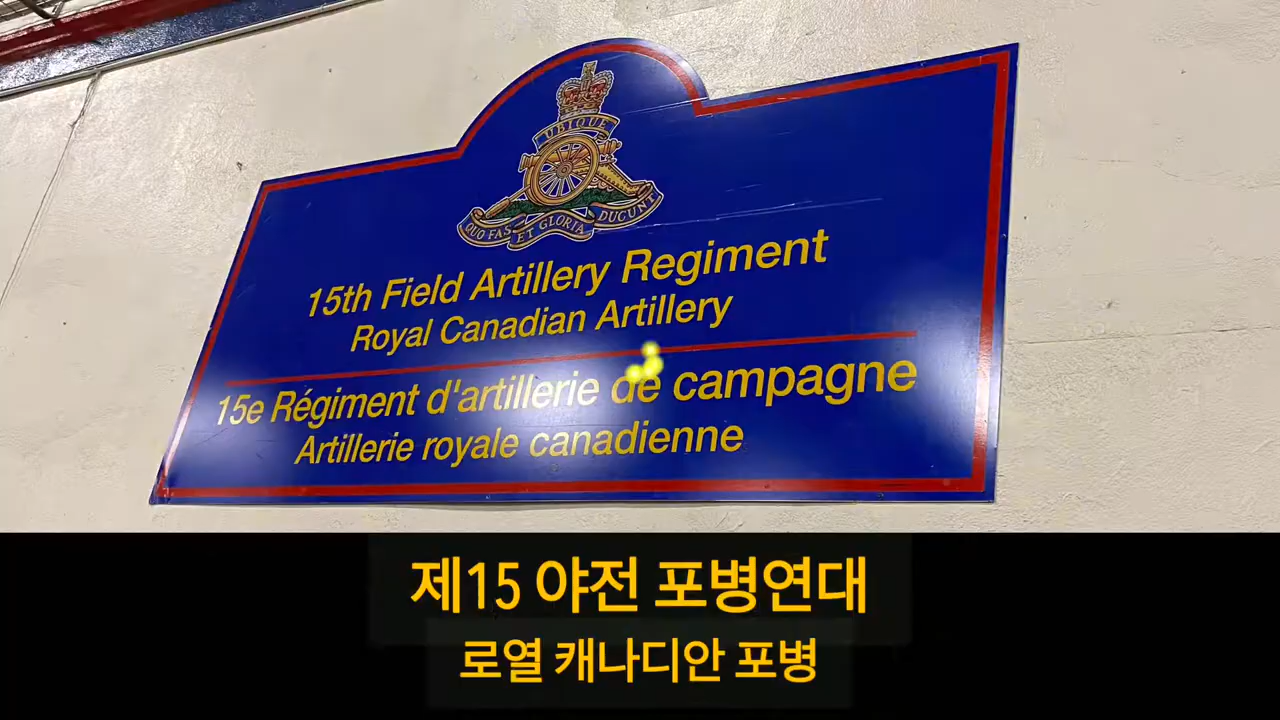 UBIQUE
QUO FAS ET GLORIA DUCUNT
15th Field Artillery Regiment
Royal Canadian Artillery
15e Régiment d'artillerie de campagne
Artillerie royale canadienne
제15 야전 포병연대
로열 캐나디안 포병